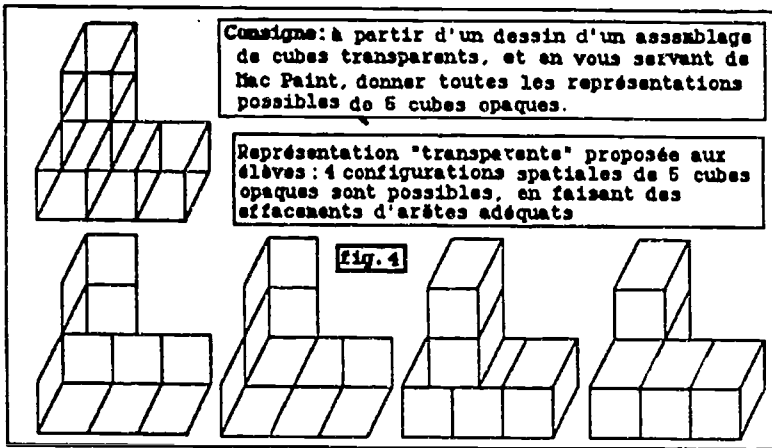 Consigne: à partir d'un dessin d'un assemblage
de cubes transparents, et en vous servant de
Mac Paint, donner toutes les représentations
possibles de 5 cubes opaques.
Représentation "transparente" proposée aux
élèves: 4 configurations spatiales de 5 cubes
opaques sont possibles, en faisant des
effacements d'arêtes adéquats
fig. 4